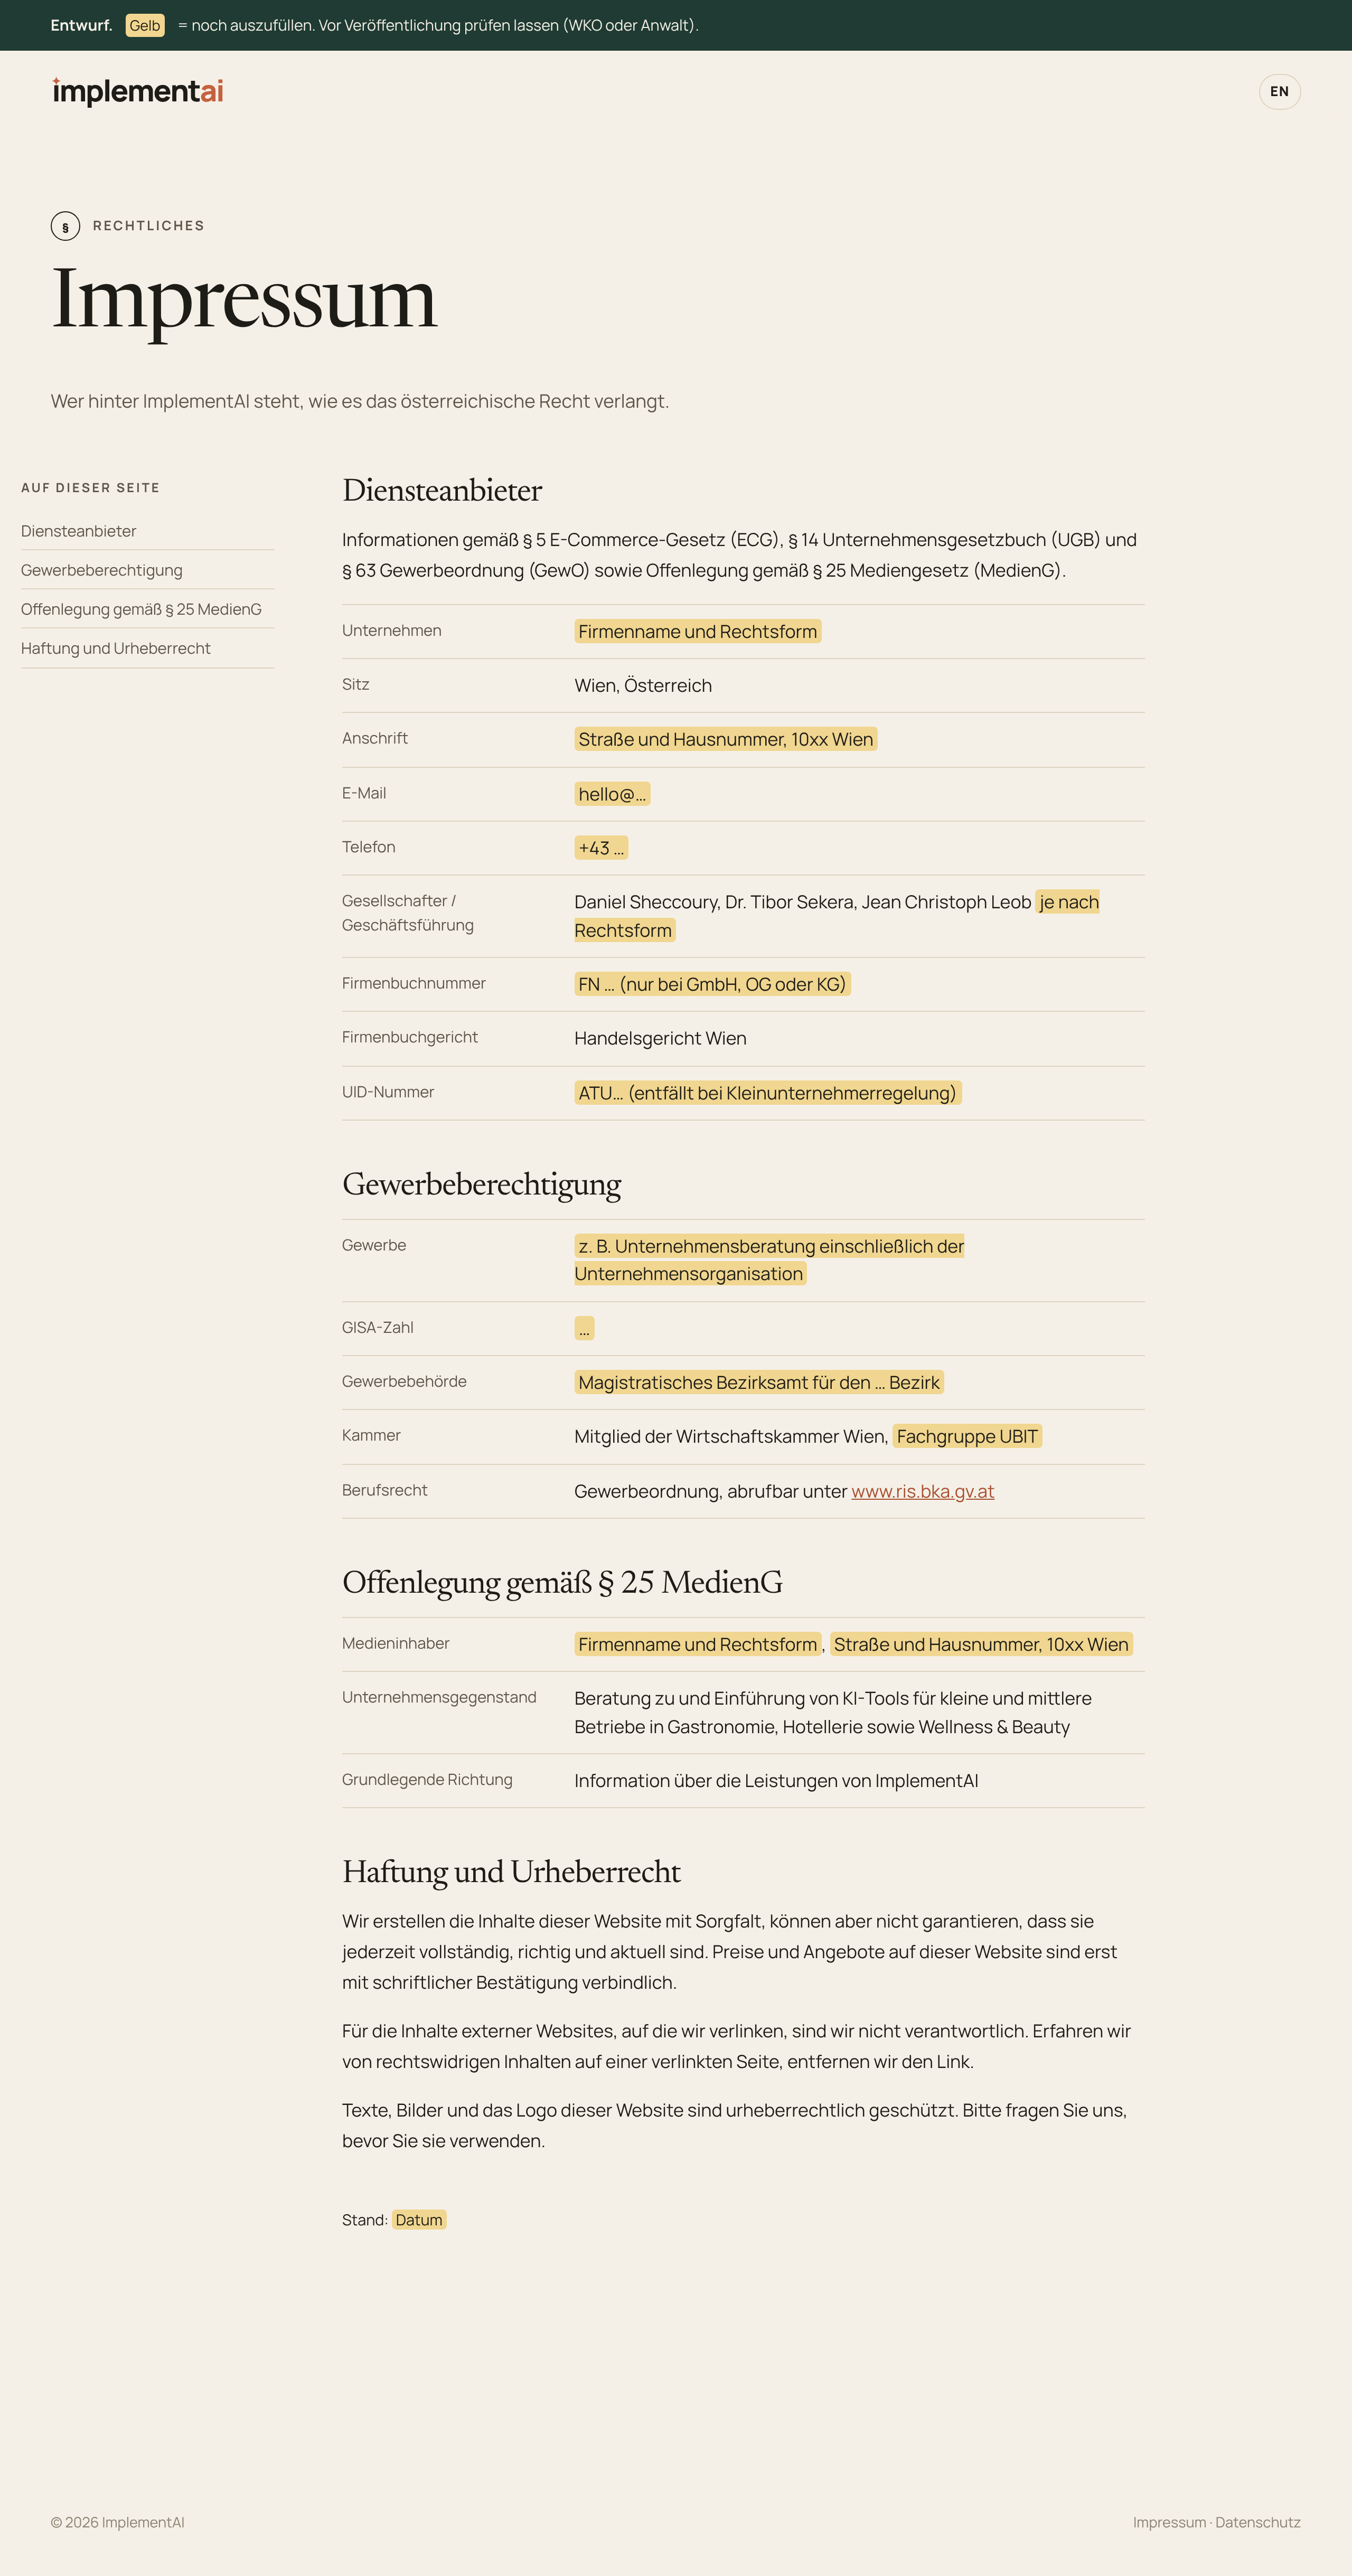 Entwurf. Gelb = noch auszufüllen. Vor Veröffentlichung prüfen lassen (WKO oder Anwalt).
implementai
EN
§ RECHTLICHES
Impressum
Wer hinter ImplementAI steht, wie es das österreichische Recht verlangt.
AUF DIESER SEITE
Diensteanbieter
Gewerbeberechtigung
Offenlegung gemäß § 25 MedienG
Haftung und Urheberrecht
Diensteanbieter
Informationen gemäß § 5 E-Commerce-Gesetz (ECG), § 14 Unternehmensgesetzbuch (UGB) und
§ 63 Gewerbeordnung (GewO) sowie Offenlegung gemäß § 25 Mediengesetz (MedienG).
Unternehmen Firmenname und Rechtsform
Sitz Wien, Österreich
Anschrift Straße und Hausnummer, 10xx Wien
E-Mail hello@…
Telefon +43 …
Gesellschafter / Daniel Sheccoury, Dr. Tibor Sekera, Jean Christoph Leob je nach
Geschäftsführung Rechtsform
Firmenbuchnummer FN … (nur bei GmbH, OG oder KG)
Firmenbuchgericht Handelsgericht Wien
UID-Nummer ATU… (entfällt bei Kleinunternehmerregelung)
Gewerbeberechtigung
Gewerbe z. B. Unternehmensberatung einschließlich der
Unternehmensorganisation
GISA-Zahl …
Gewerbebehörde Magistratisches Bezirksamt für den … Bezirk
Kammer Mitglied der Wirtschaftskammer Wien, Fachgruppe UBIT
Berufsrecht Gewerbeordnung, abrufbar unter www.ris.bka.gv.at
Offenlegung gemäß § 25 MedienG
Medieninhaber Firmenname und Rechtsform, Straße und Hausnummer, 10xx Wien
Unternehmensgegenstand Beratung zu und Einführung von KI-Tools für kleine und mittlere
Betriebe in Gastronomie, Hotellerie sowie Wellness & Beauty
Grundlegende Richtung Information über die Leistungen von ImplementAI
Haftung und Urheberrecht
Wir erstellen die Inhalte dieser Website mit Sorgfalt, können aber nicht garantieren, dass sie
jederzeit vollständig, richtig und aktuell sind. Preise und Angebote auf dieser Website sind erst
mit schriftlicher Bestätigung verbindlich.
Für die Inhalte externer Websites, auf die wir verlinken, sind wir nicht verantwortlich. Erfahren wir
von rechtswidrigen Inhalten auf einer verlinkten Seite, entfernen wir den Link.
Texte, Bilder und das Logo dieser Website sind urheberrechtlich geschützt. Bitte fragen Sie uns,
bevor Sie sie verwenden.
Stand: Datum
© 2026 ImplementAI
Impressum · Datenschutz